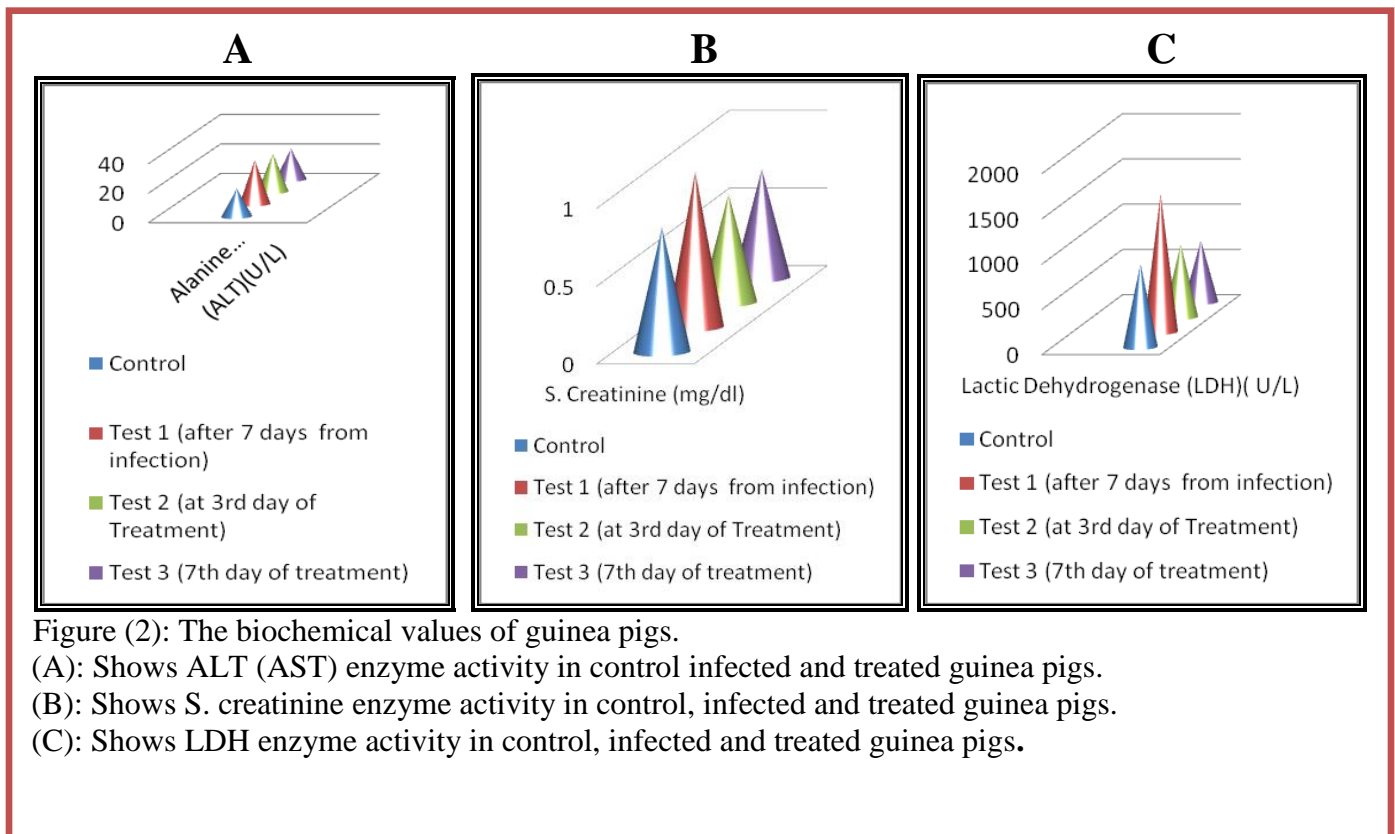 A
B
C
40
20
0
Alanine...
(ALT)(U/L)
Control
Test 1 (after 7 days from
infection)
Test 2 (at 3rd day of
Treatment)
Test 3 (7th day of treatment)
1
0.5
0
S. Creatinine (mg/dl)
Control
Test 1 (after 7 days from infection)
Test 2 (at 3rd day of Treatment)
Test 3 (7th day of treatment)
2000
1500
1000
500
0
Lactic Dehydrogenase (LDH)( U/L)
Control
Test 1 (after 7 days from infection)
Test 2 (at 3rd day of Treatment)
Test 3 (7th day of treatment)
Figure (2): The biochemical values of guinea pigs.
(A): Shows ALT (AST) enzyme activity in control infected and treated guinea pigs.
(B): Shows S. creatinine enzyme activity in control, infected and treated guinea pigs.
(C): Shows LDH enzyme activity in control, infected and treated guinea pigs.